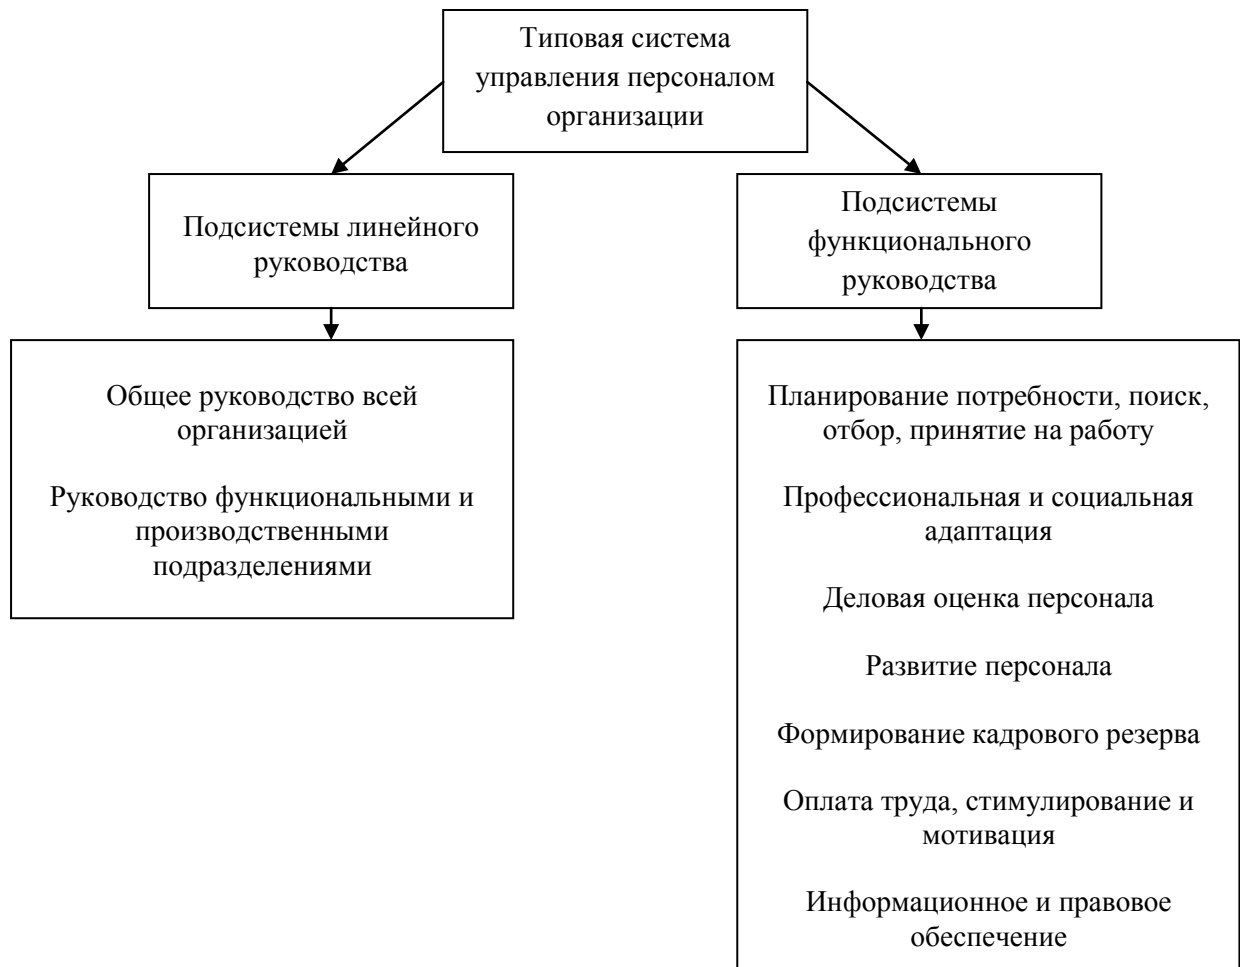 Типовая система
управления персоналом
организации
Подсистемы линейного
руководства
Подсистемы
функционального
руководства
Общее руководство всей
организацией
Руководство функциональными и
производственными
подразделениями
Планирование потребности, поиск,
отбор, принятие на работу
Профессиональная и социальная
адаптация
Деловая оценка персонала
Развитие персонала
Формирование кадрового резерва
Оплата труда, стимулирование и
мотивация
Информационное и правовое
обеспечение